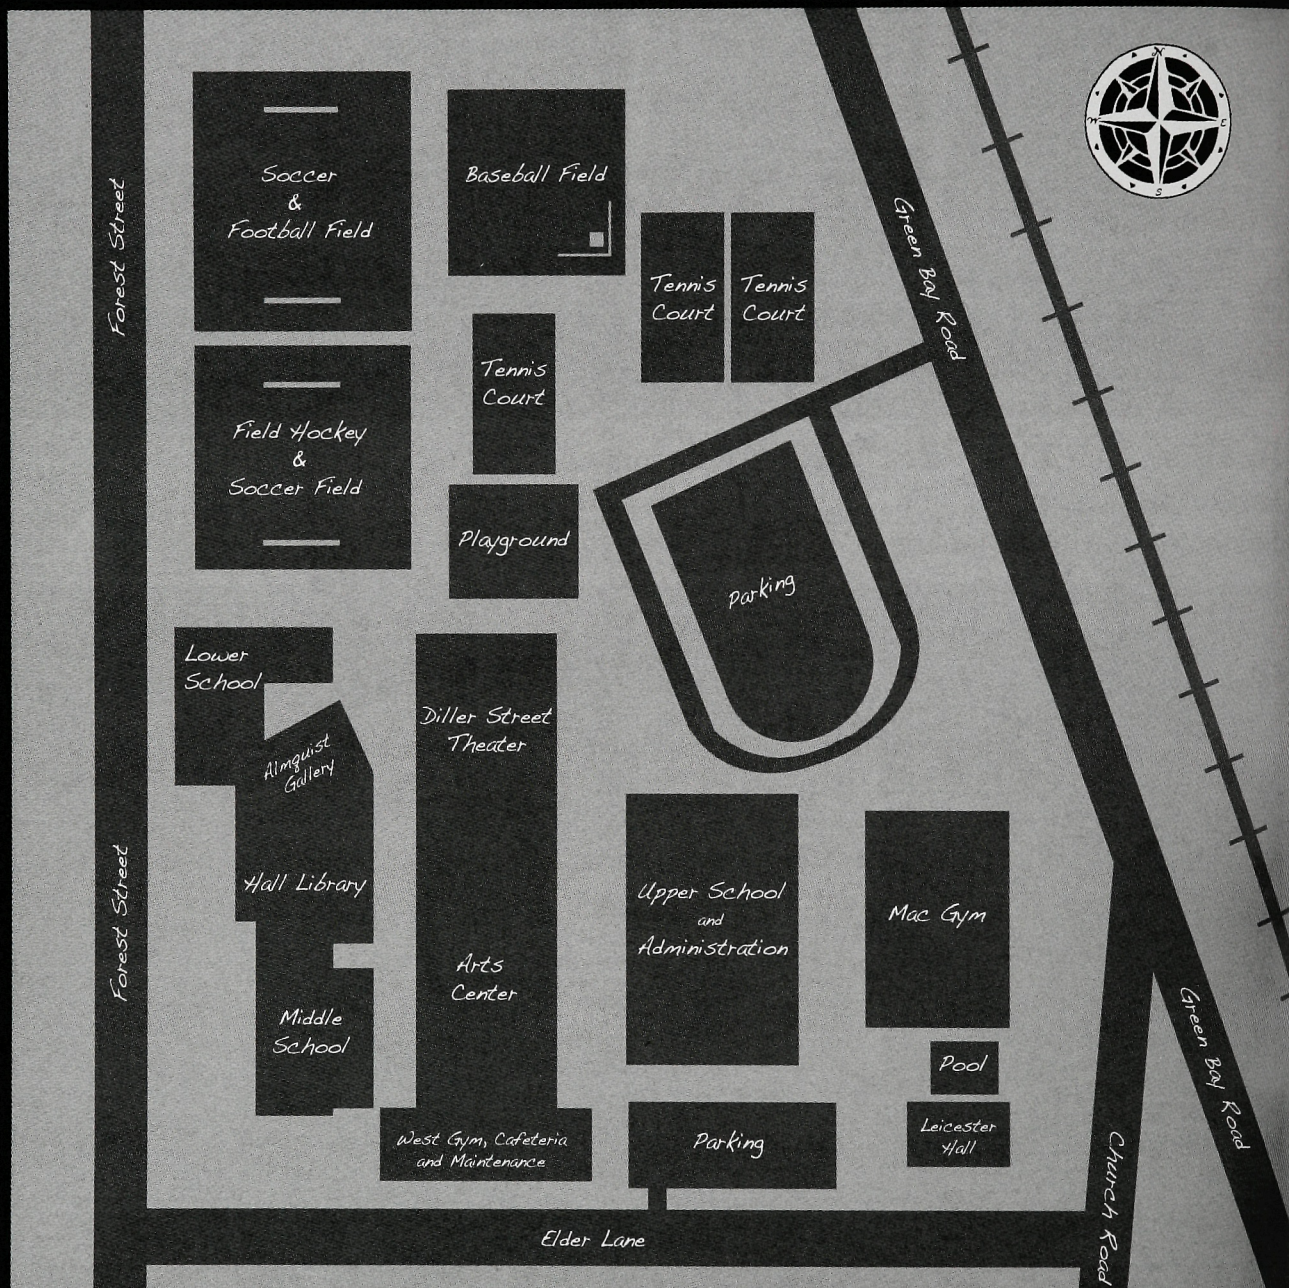 N
W
E
S
Soccer
&
Football Field
Baseball Field
Forest Street
Green Bay Road
Tennis
Court
Tennis
Court
Tennis
Court
Field Hockey
&
Soccer Field
Playground
Parking
Lower
School
Diller Street
Theater
Almquist
Gallery
Hall Library
Upper School
and
Administration
Mac Gym
Forest Street
Arts
Center
Middle
School
Pool
Green Bay Road
Leicester
Hall
West Gym, Cafeteria
and Maintenance
Parking
Church Road
Elder Lane